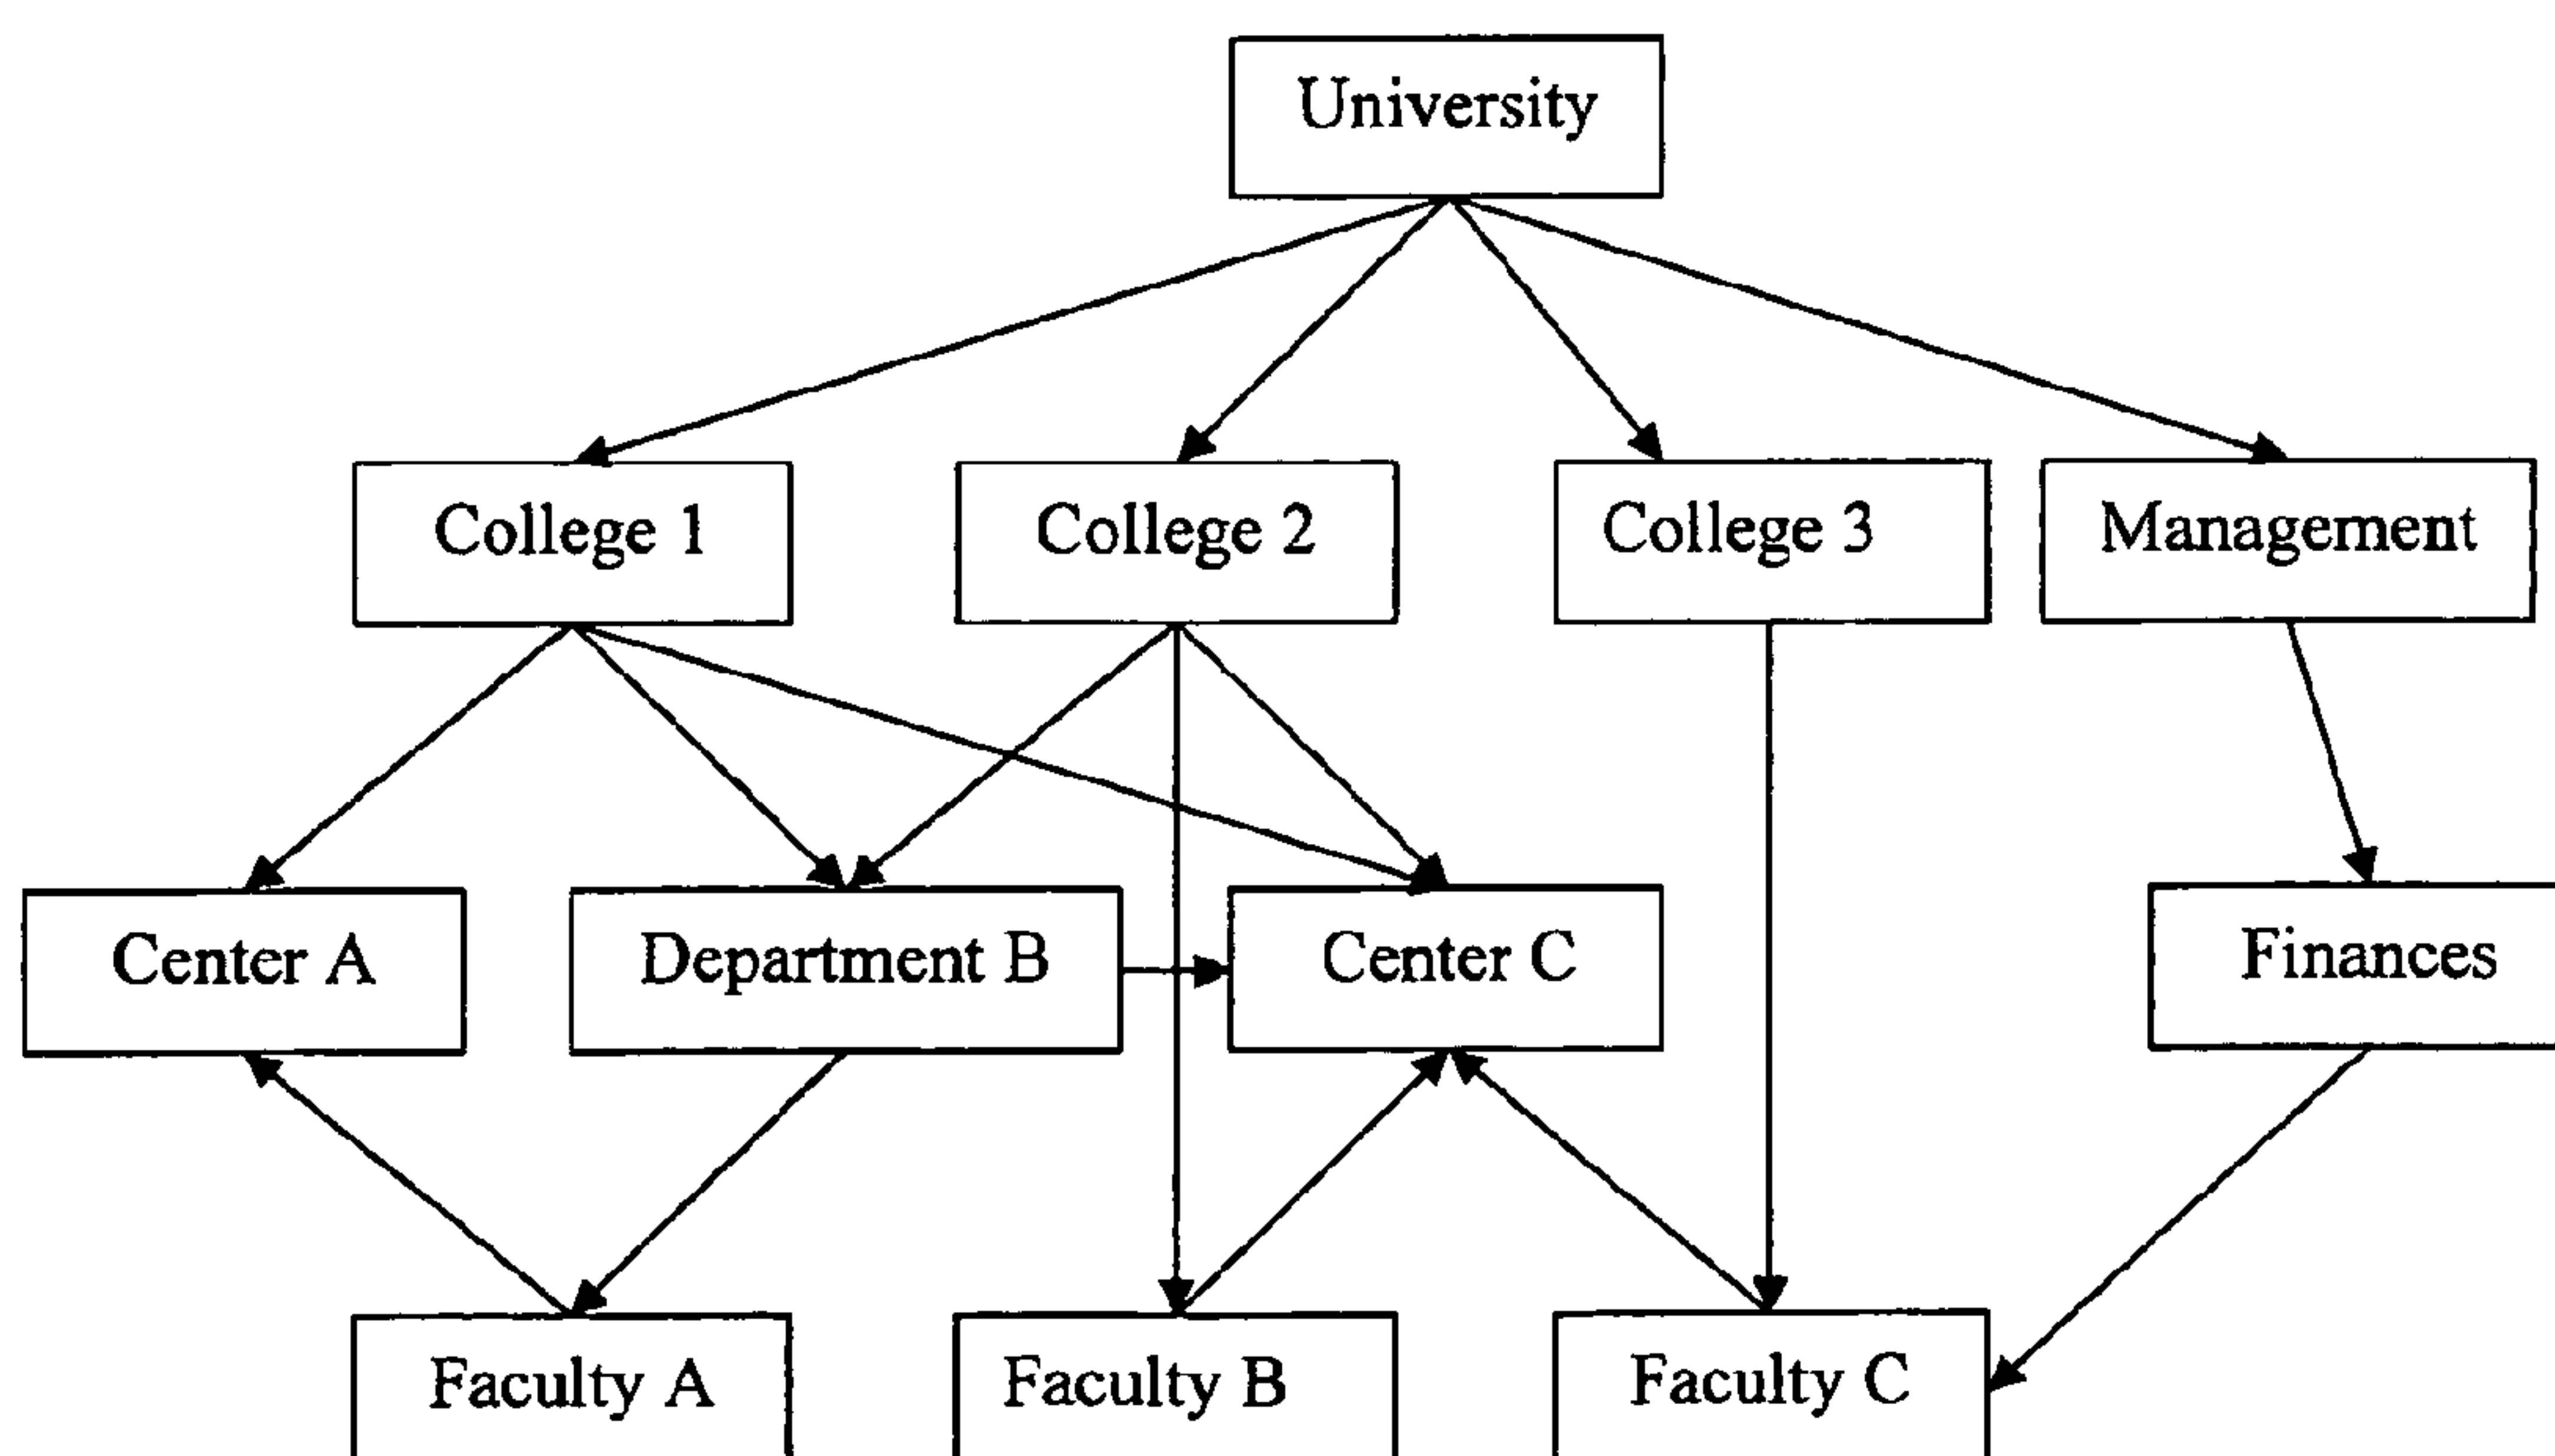 University
College 1
College 2
College 3
Management
Center A
Department B
Center C
Finances
Faculty A
Faculty B
Faculty C